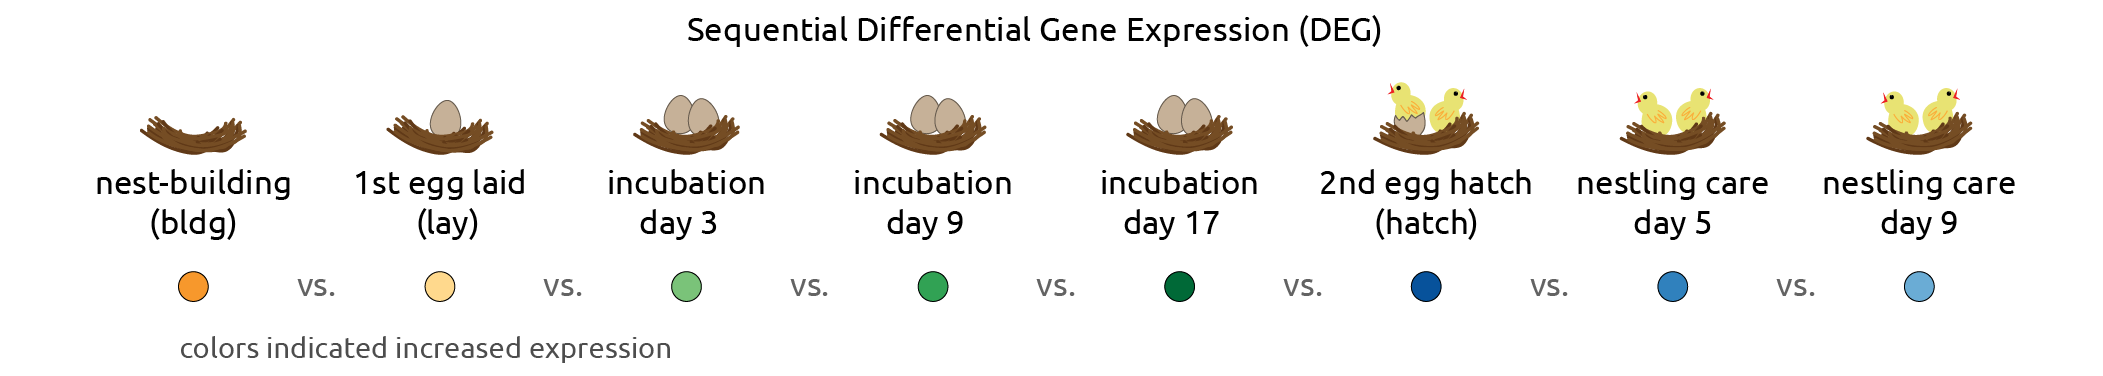 Sequential Differential Gene Expression (DEG)
nest-building
(bldg)
1st egg laid
(lay)
incubation
day 3
incubation
day 9
incubation
day 17
2nd egg hatch
(hatch)
nestling care
day 5
nestling care
day 9
vs. vs. vs. vs. vs. vs. vs.
colors indicated increased expression